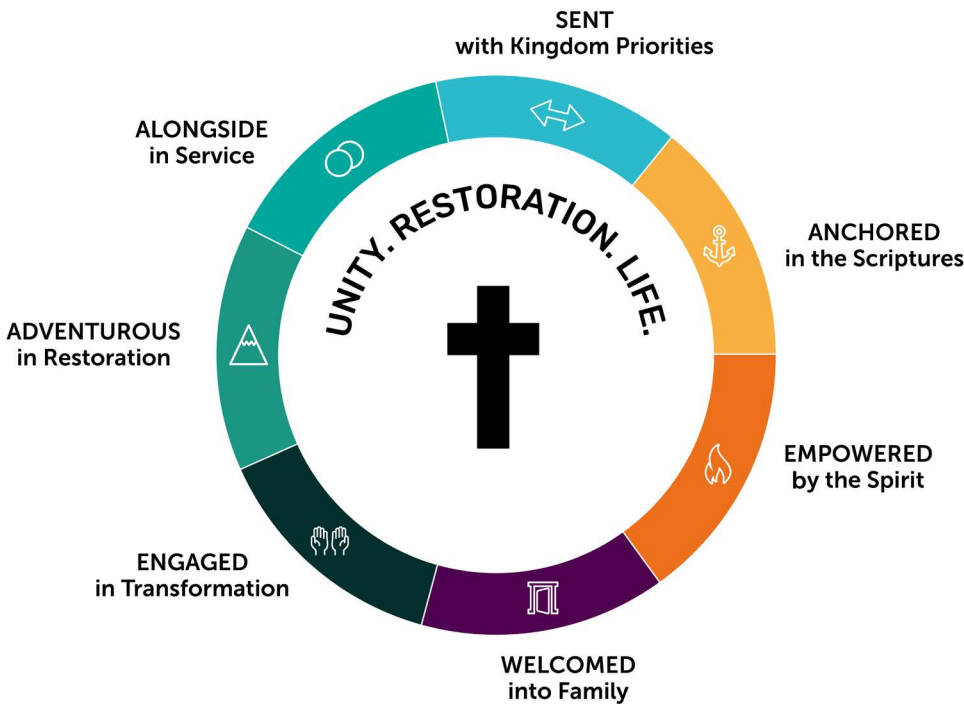 SENT
with Kingdom Priorities
ALONGSIDE
in Service
UNITY. RESTORATION. LIFE.
ANCHORED
in the Scriptures
ADVENTUROUS
in Restoration
EMPOWERED
by the Spirit
ENGAGED
in Transformation
WELCOMED
into Family